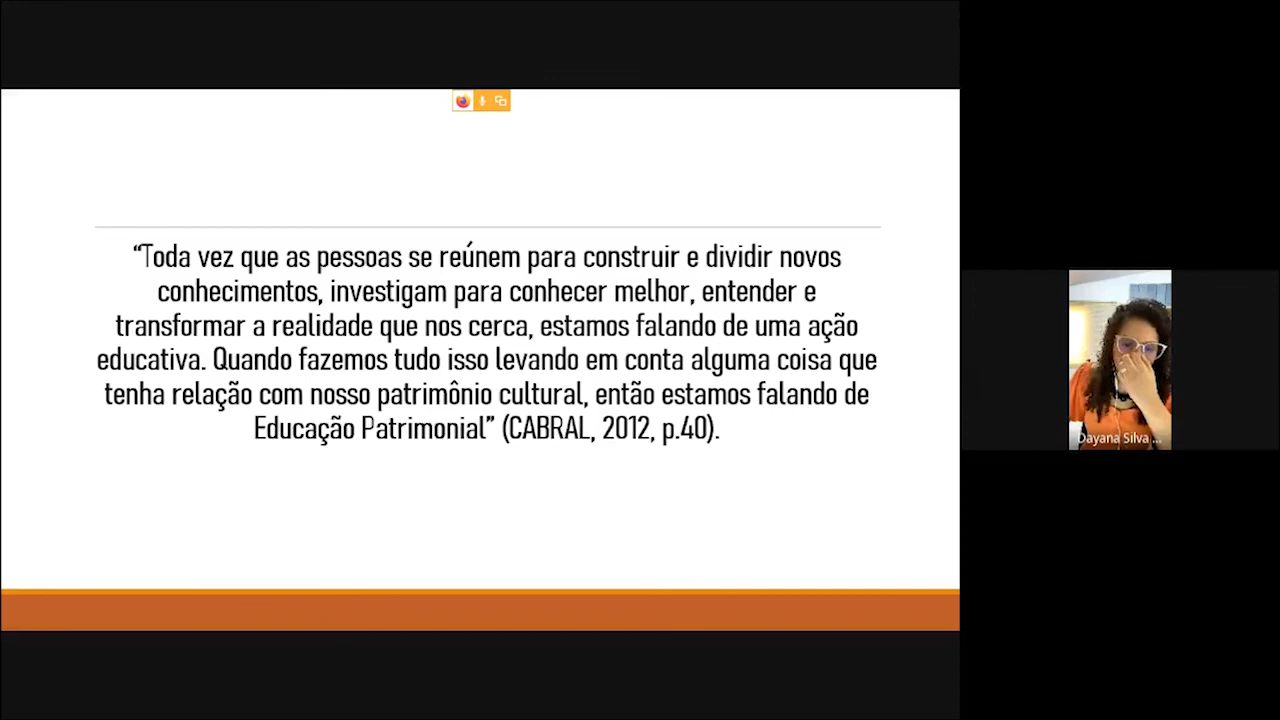 “Toda vez que as pessoas se reúnem para construir e dividir novos
conhecimentos, investigam para conhecer melhor, entender e
transformar a realidade que nos cerca, estamos falando de uma ação
educativa. Quando fazemos tudo isso levando em conta alguma coisa que
tenha relação com nosso patrimônio cultural, então estamos falando de
Educação Patrimonial” (CABRAL, 2012, p.40).
Dayana Silva ...